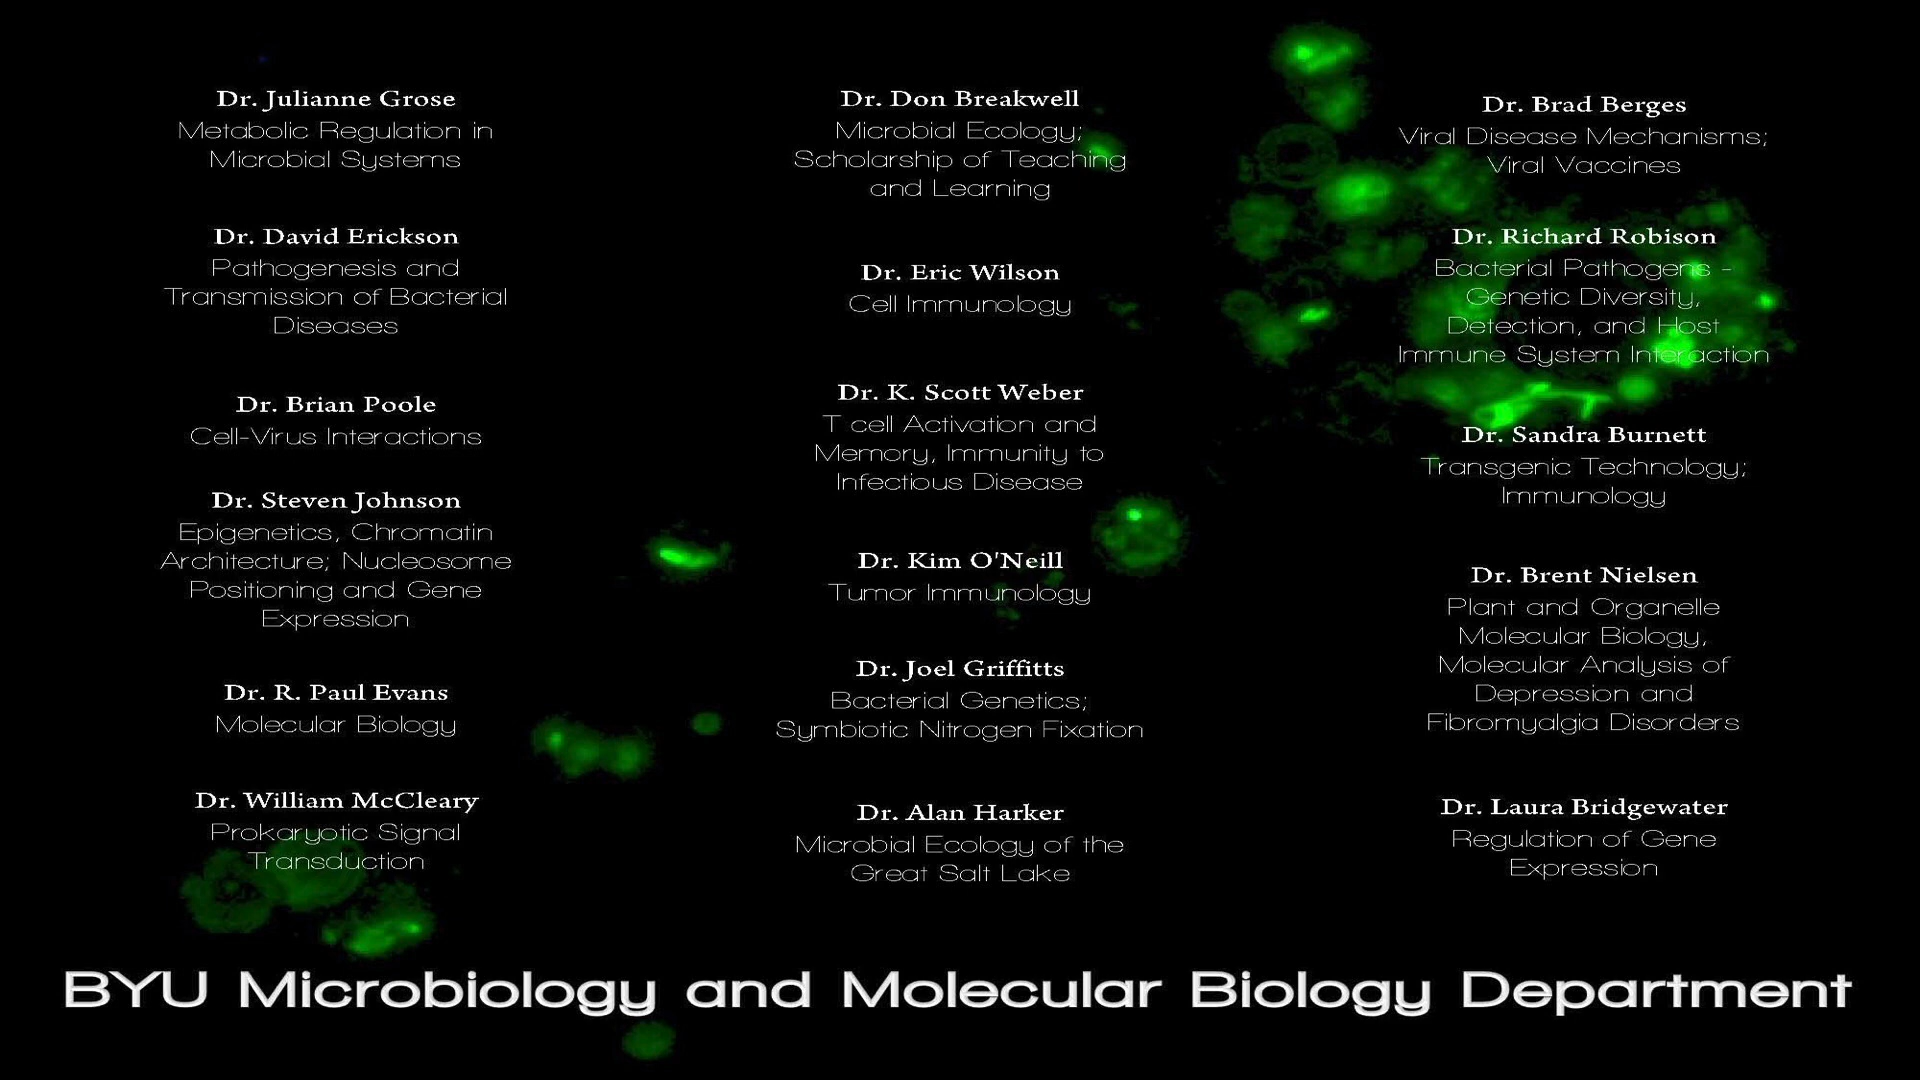 Dr. Julianne Grose
Metabolic Regulation in
Microbial Systems
Dr. David Erickson
Pathogenesis and
Transmission of Bacterial
Diseases
Dr. Brian Poole
Cell-Virus Interactions
Dr. Steven Johnson
Epigenetics, Chromatin
Architecture; Nucleosome
Positioning and Gene
Expression
Dr. R. Paul Evans
Molecular Biology
Dr. William McCleary
Prokaryotic Signal
Transduction
Dr. Don Breakwell
Microbial Ecology;
Scholarship of Teaching
and Learning
Dr. Eric Wilson
Cell Immunology
Dr. K. Scott Weber
T cell Activation and
Memory, Immunity to
Infectious Disease
Dr. Kim O'Neill
Tumor Immunology
Dr. Joel Griffitts
Bacterial Genetics;
Symbiotic Nitrogen Fixation
Dr. Alan Harker
Microbial Ecology of the
Great Salt Lake
Dr. Brad Berges
Viral Disease Mechanisms;
Viral Vaccines
Dr. Richard Robison
Bacterial Pathogens -
Genetic Diversity,
Detection, and Host
Immune System Interaction
Dr. Sandra Burnett
Transgenic Technology;
Immunology
Dr. Brent Nielsen
Plant and Organelle
Molecular Biology,
Molecular Analysis of
Depression and
Fibromyalgia Disorders
Dr. Laura Bridgewater
Regulation of Gene
Expression
BYU Microbiology and Molecular Biology Department